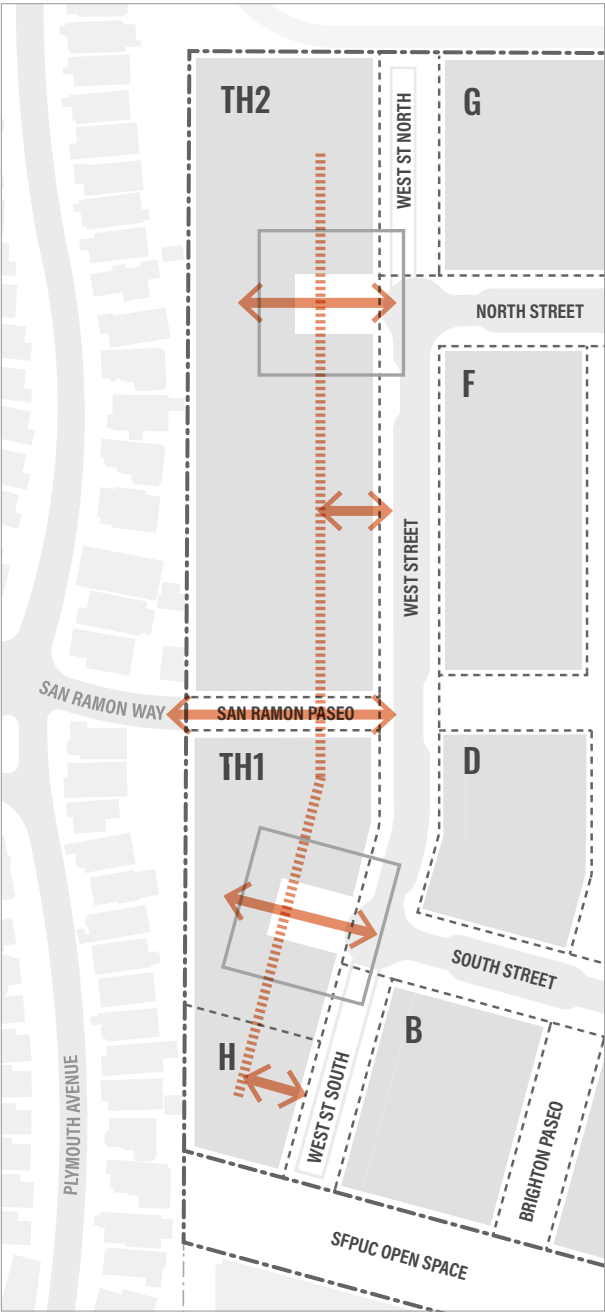 TH2
G
WEST ST NORTH
NORTH STREET
F
WEST STREET
SAN RAMON WAY
SAN RAMON PASEO
TH1
D
SOUTH STREET
B
H
WEST ST SOUTH
PLYMOUTH AVENUE
BRIGHTON PASEO
SFPUC OPEN SPACE